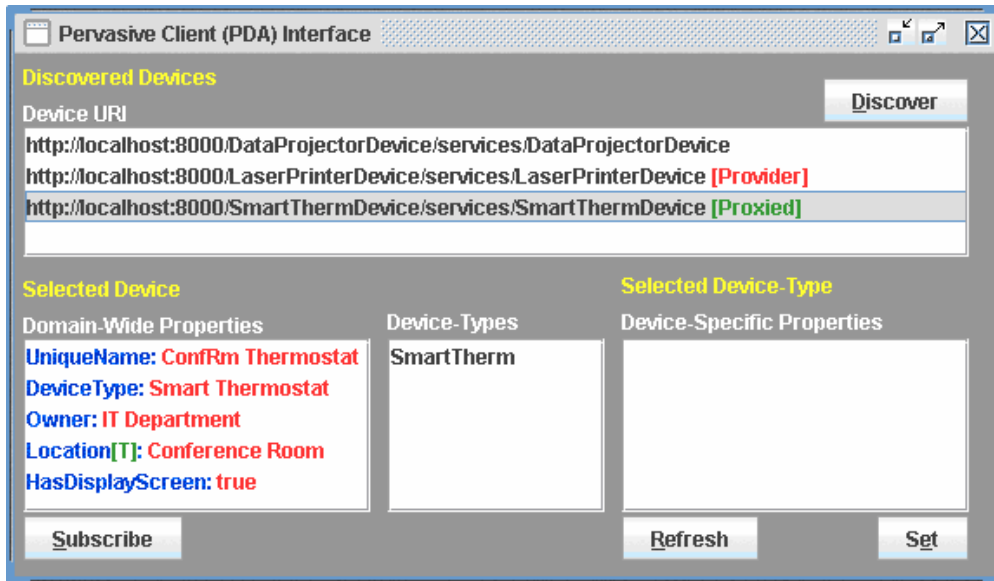 Pervasive Client (PDA) Interface
Discovered Devices
Discover
Device URI
http://localhost:8000/DataProjectorDevice/services/DataProjectorDevice
http://localhost:8000/LaserPrinterDevice/services/LaserPrinterDevice [Provider]
http://localhost:8000/SmartThermDevice/services/SmartThermDevice [Proxied]
Selected Device
Domain-Wide Properties
UniqueName: ConfRm Thermostat
DeviceType: Smart Thermostat
Owner: IT Department
Location[T]: Conference Room
HasDisplayScreen: true
Subscribe
Device-Types
SmartTherm
Selected Device-Type
Device-Specific Properties
Refresh
Set